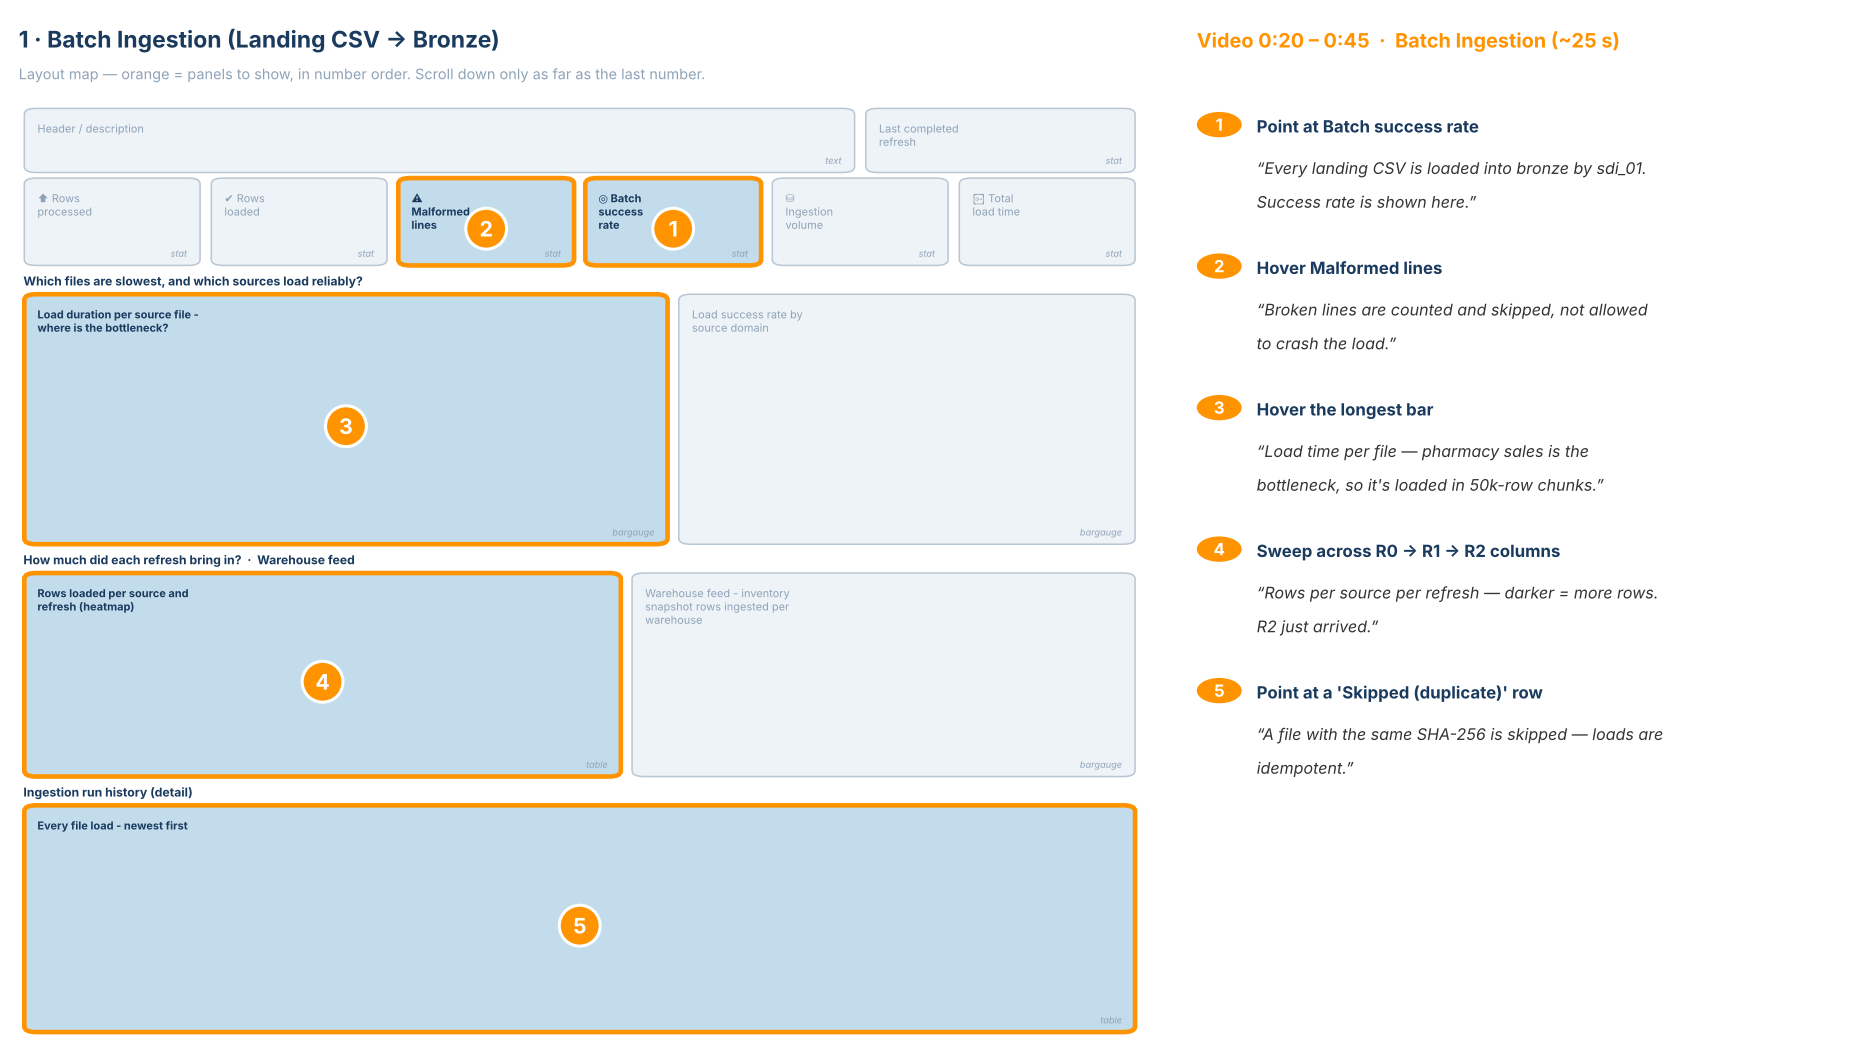 1 · Batch Ingestion (Landing CSV → Bronze)
Layout map — orange = panels to show, in number order. Scroll down only as far as the last number.
Header / description
text
Last completed
refresh
stat
⬆ Rows
processed
stat
✔ Rows
loaded
stat
⚠
Malformed
lines
2
stat
◎ Batch
success
rate
1
stat
⛁
Ingestion
volume
stat
Total
load time
stat
Which files are slowest, and which sources load reliably?
Load duration per source file -
where is the bottleneck?
3
bargauge
Load success rate by
source domain
bargauge
How much did each refresh bring in? · Warehouse feed
Rows loaded per source and
refresh (heatmap)
4
table
Warehouse feed - inventory
snapshot rows ingested per
warehouse
bargauge
Ingestion run history (detail)
Every file load - newest first
5
table
Video 0:20 – 0:45 · Batch Ingestion (~25 s)
1 Point at Batch success rate
“Every landing CSV is loaded into bronze by sdi_01.
Success rate is shown here.”
2 Hover Malformed lines
“Broken lines are counted and skipped, not allowed
to crash the load.”
3 Hover the longest bar
“Load time per file — pharmacy sales is the
bottleneck, so it's loaded in 50k-row chunks.”
4 Sweep across R0 → R1 → R2 columns
“Rows per source per refresh — darker = more rows.
R2 just arrived.”
5 Point at a 'Skipped (duplicate)' row
“A file with the same SHA-256 is skipped — loads are
idempotent.”